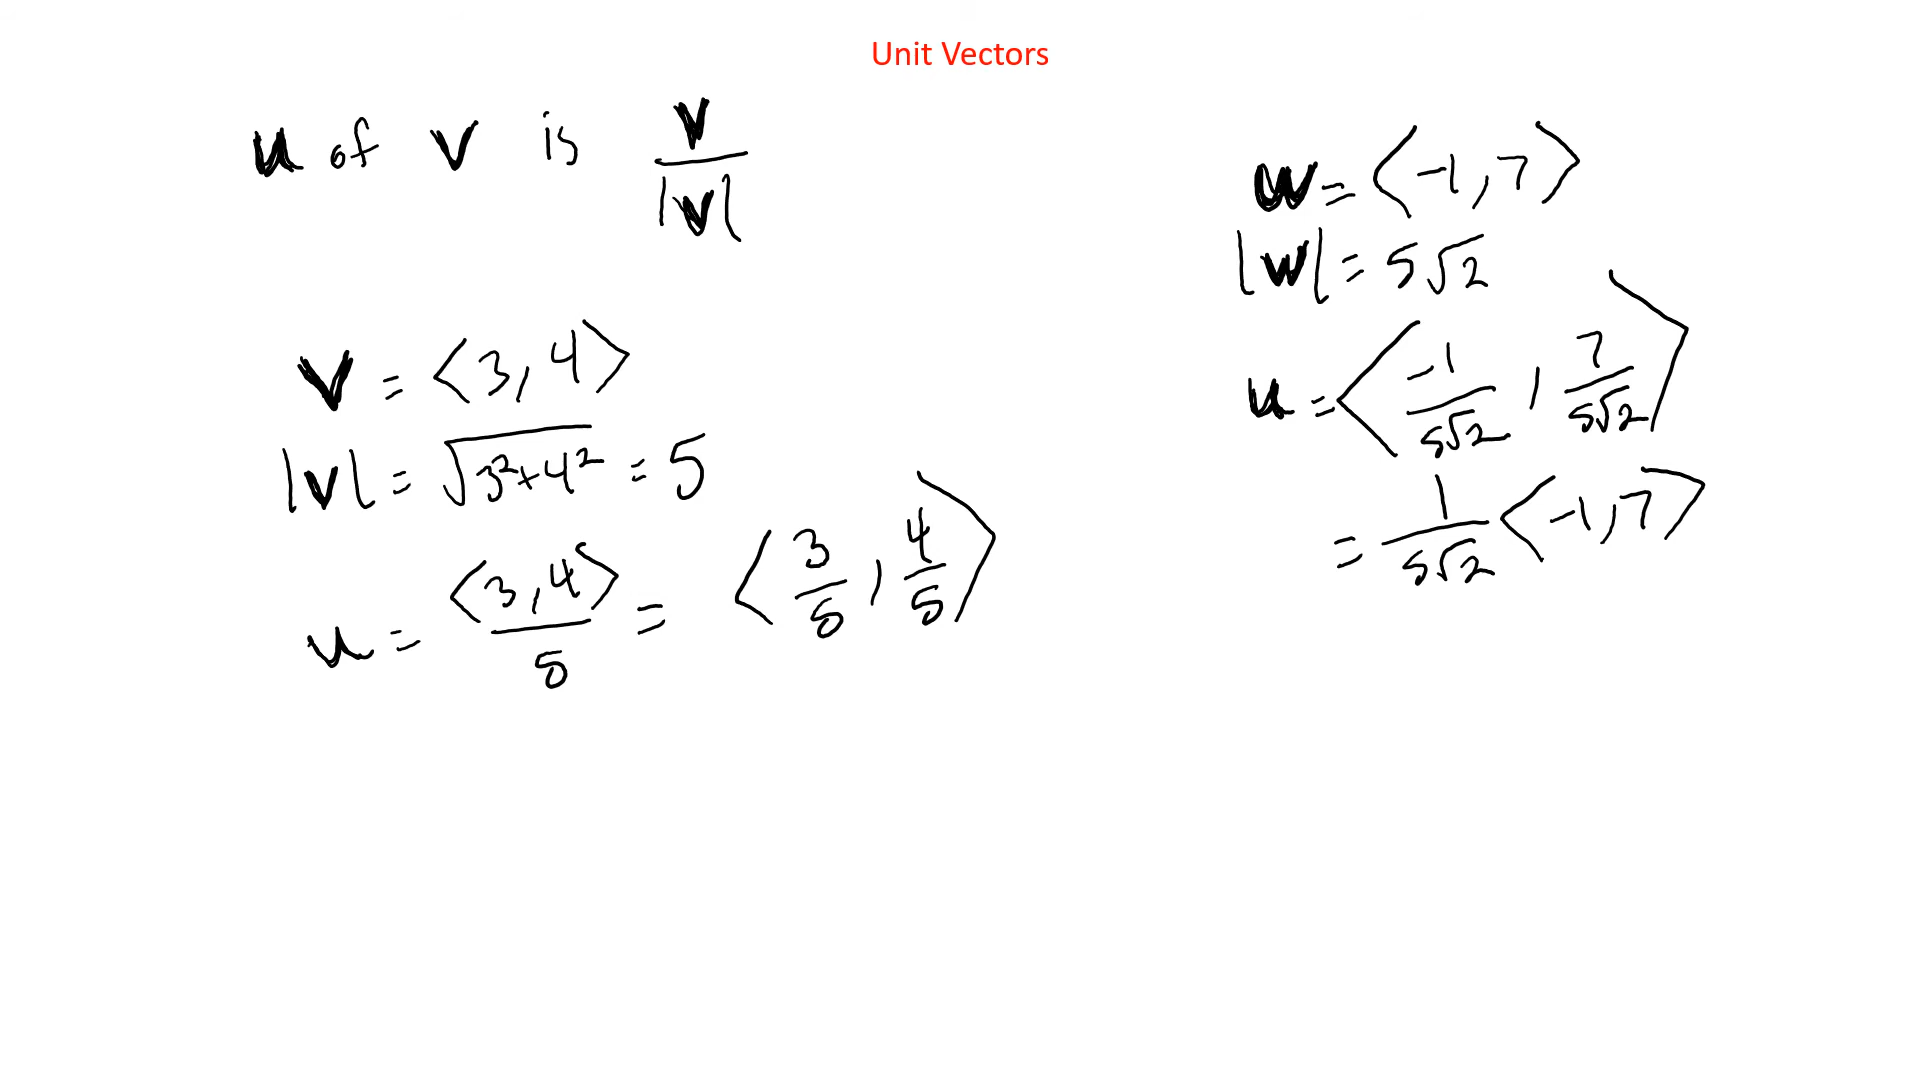 Unit Vectors
u of v is v/|v|
v = ⟨3, 4⟩
|v| = √(3²+4²) = 5
u = ⟨3, 4⟩/5 = ⟨3/5, 4/5⟩
w = ⟨-1, 7⟩
|w| = 5√2
u = ⟨-1/5√2, 7/5√2⟩
= 1/5√2 ⟨-1, 7⟩